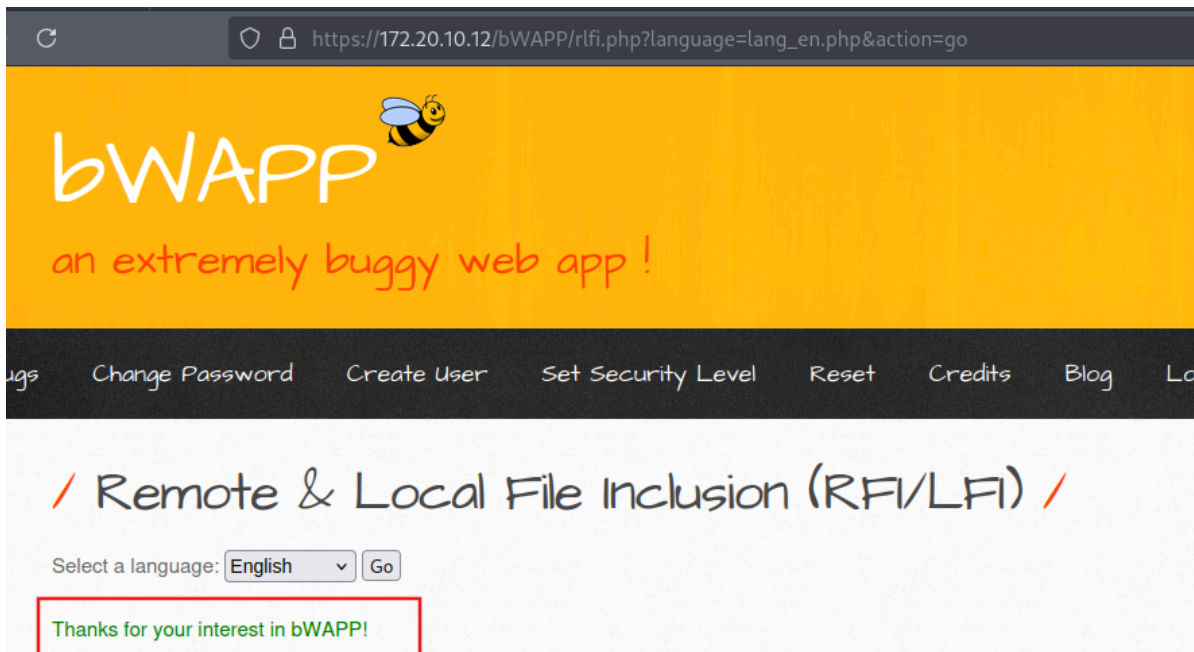 https://172.20.10.12/bWAPP/rlfi.php?language=lang_en.php&action=go
bWAPP
an extremely buggy web app !
ugs Change Password Create User Set Security Level Reset Credits Blog Lo
/ Remote & Local File Inclusion (RFI/LFI) /
Select a language: English Go
Thanks for your interest in bWAPP!